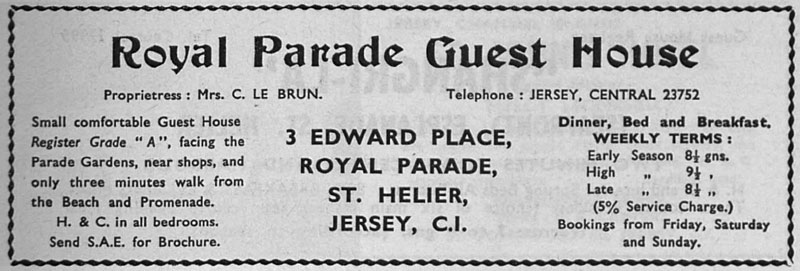 Royal Parade Guest House
Proprietress : Mrs. C. LE BRUN.
Telephone : JERSEY, CENTRAL 23752
Small comfortable Guest House
Register Grade "A", facing the
Parade Gardens, near shops, and
only three minutes walk from
the Beach and Promenade.
H. & C. in all bedrooms.
Send S.A.E. for Brochure.
3 EDWARD PLACE,
ROYAL PARADE,
ST. HELIER,
JERSEY, C.I.
Dinner, Bed and Breakfast.
WEEKLY TERMS :
Early Season 8½ gns.
High „ 9½ „
Late „ 8½ „
(5% Service Charge.)
Bookings from Friday, Saturday
and Sunday.